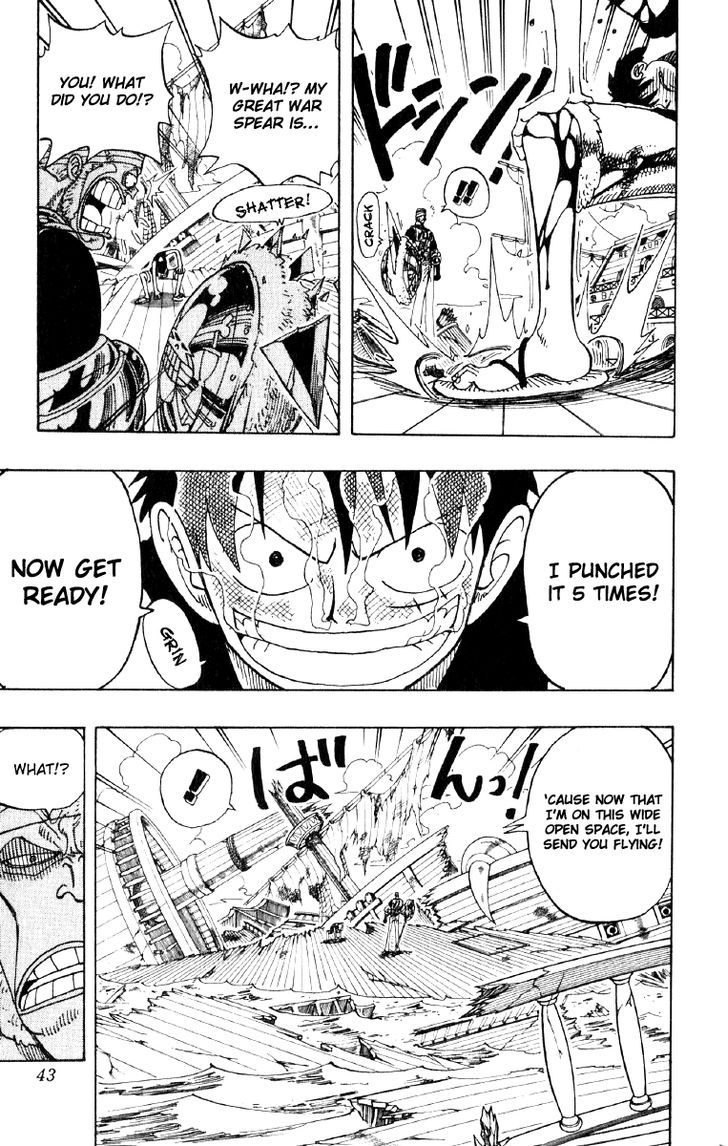 ドドンッ
!!
CRACK
W-WHA!? MY
GREAT WAR
SPEAR IS...
YOU! WHAT
DID YOU DO!?
SHATTER!
I PUNCHED
IT 5 TIMES!
NOW GET
READY!
GRIN
'CAUSE NOW THAT
I'M ON THIS WIDE
OPEN SPACE, I'LL
SEND YOU FLYING!
ばんっ!
!!
WHAT!?
43